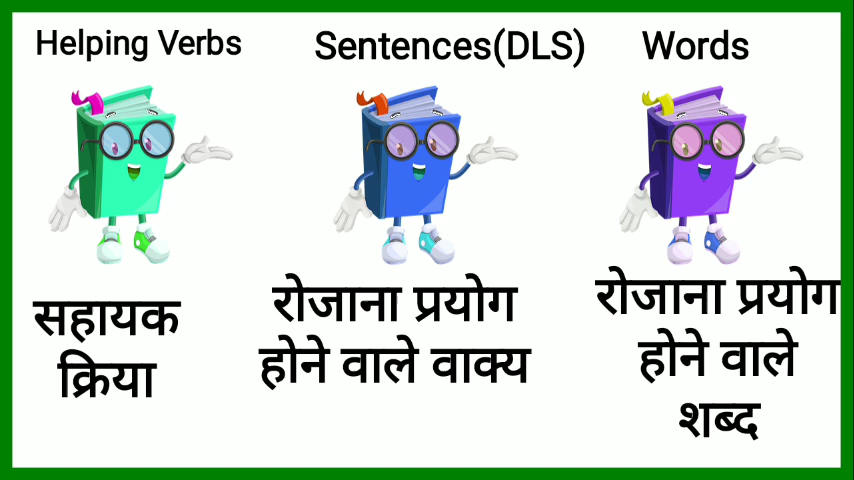 Helping Verbs
Sentences(DLS)
Words
सहायक
क्रिया
रोजाना प्रयोग
होने वाले वाक्य
रोजाना प्रयोग
होने वाले
शब्द